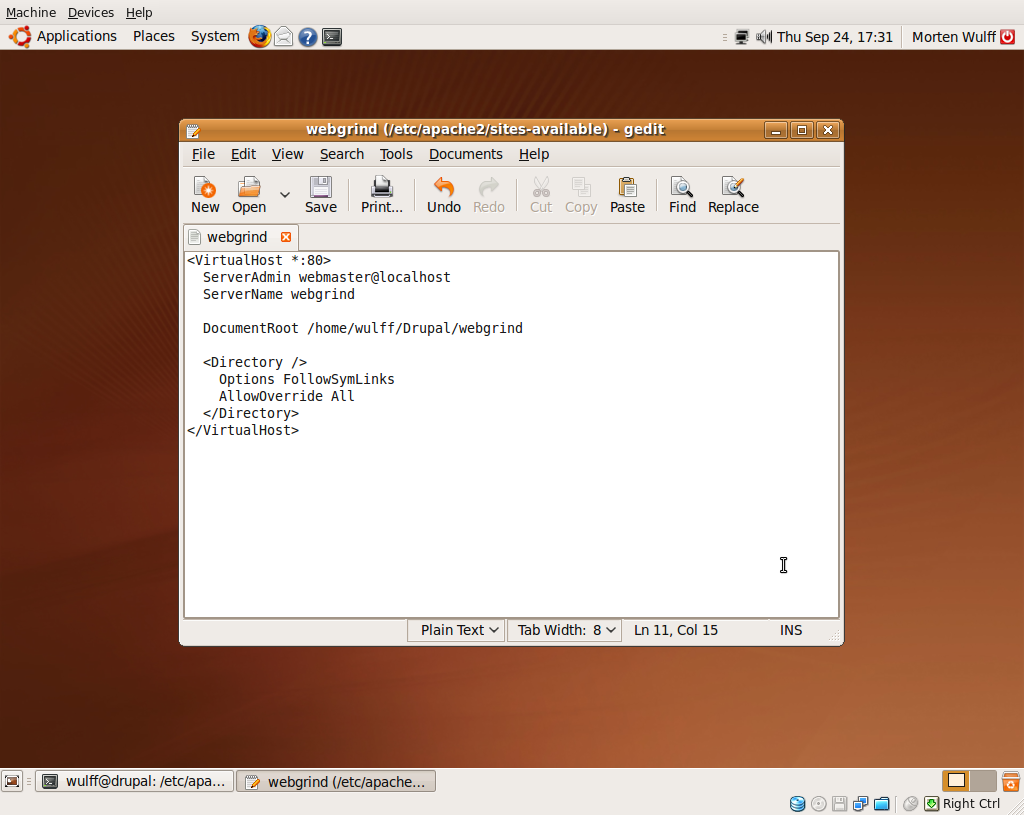 Machine Devices Help
Applications Places System Thu Sep 24, 17:31 Morten Wulff
webgrind (/etc/apache2/sites-available) - gedit
File Edit View Search Tools Documents Help
New Open Save Print... Undo Redo Cut Copy Paste Find Replace
webgrind
<VirtualHost *:80>
  ServerAdmin webmaster@localhost
  ServerName webgrind
  DocumentRoot /home/wulff/Drupal/webgrind
  <Directory />
    Options FollowSymLinks
    AllowOverride All
  </Directory>
</VirtualHost>
Plain Text Tab Width: 8 Ln 11, Col 15 INS
wulff@drupal: /etc/apa... webgrind (/etc/apache...
Right Ctrl